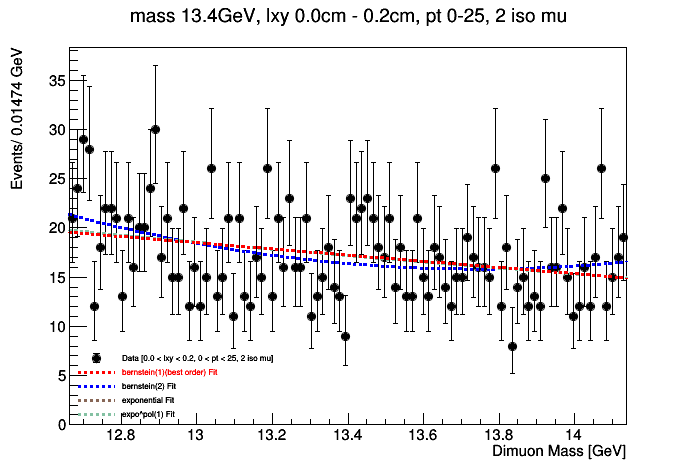 mass 13.4GeV, lxy 0.0cm - 0.2cm, pt 0-25, 2 iso mu
Events/ 0.01474 GeV
35
30
25
20
15
10
5
0
Data [0.0 < lxy < 0.2, 0 < pt < 25, 2 iso mu]
bernstein(1)(best order) Fit
bernstein(2) Fit
exponential Fit
expo*pol(1) Fit
12.8 13 13.2 13.4 13.6 13.8 14
Dimuon Mass [GeV]